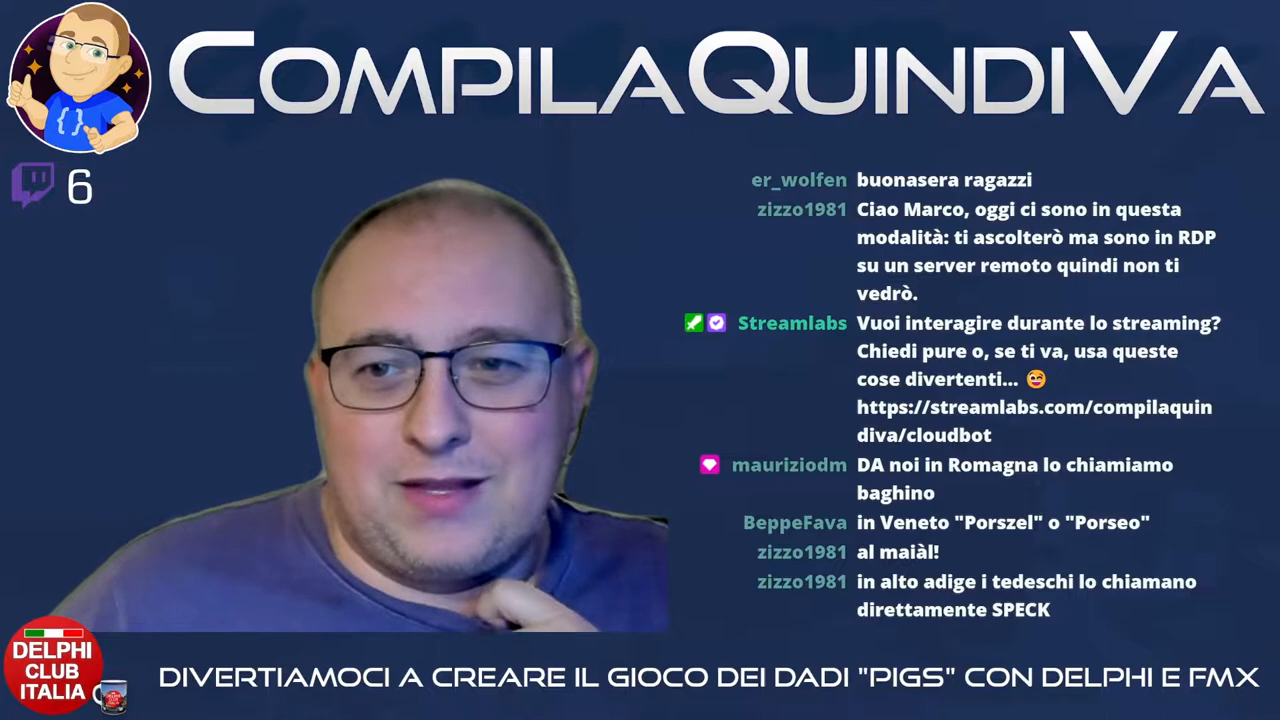 CompilaQuindiVa
{}
6
er_wolfen buonasera ragazzi
zizzo1981 Ciao Marco, oggi ci sono in questa
modalità: ti ascolterò ma sono in RDP
su un server remoto quindi non ti
vedrò.
Streamlabs Vuoi interagire durante lo streaming?
Chiedi pure o, se ti va, usa queste
cose divertenti... 😄
https://streamlabs.com/compilaquin
diva/cloudbot
mauriziodm DA noi in Romagna lo chiamiamo
baghino
BeppeFava in Veneto "Porszel" o "Porseo"
zizzo1981 al maiàl!
zizzo1981 in alto adige i tedeschi lo chiamano
direttamente SPECK
DELPHI
CLUB
ITALIA
DIVERTIAMOCI A CREARE IL GIOCO DEI DADI "PIGS" CON DELPHI E FMX